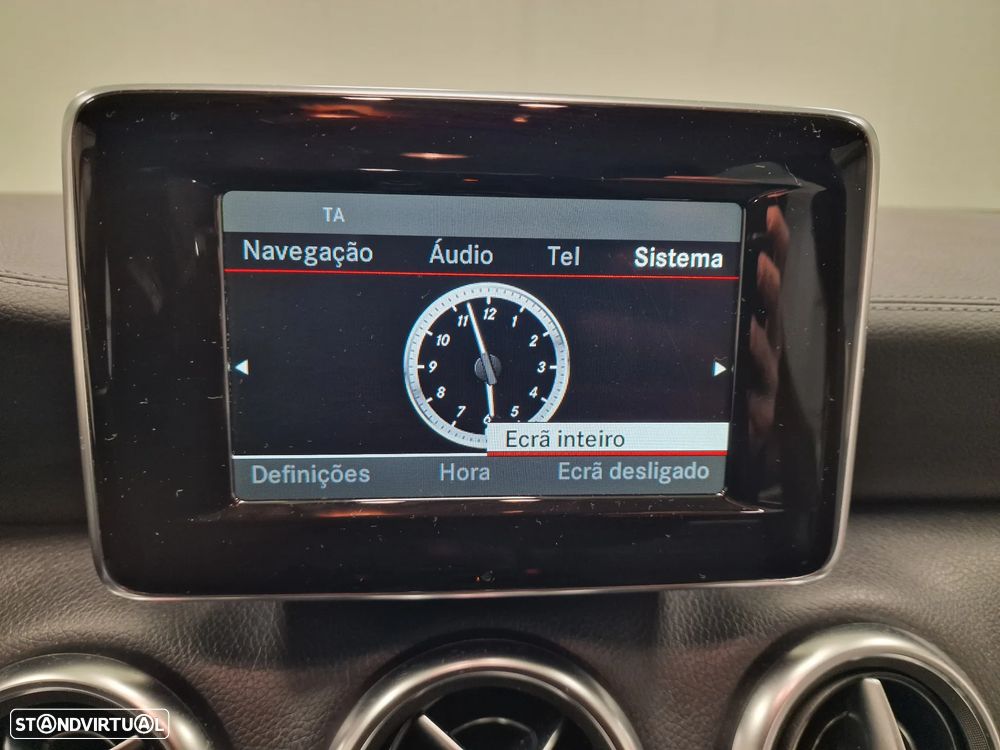 TA
Navegação Áudio Tel Sistema
12
11 1
10 2
9 3
8 4
7 5
6
Ecrã inteiro
Definições Hora Ecrã desligado
STANDVIRTUAL